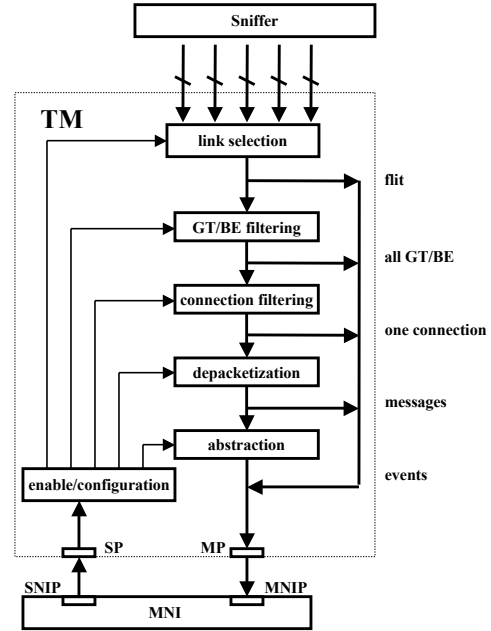 Sniffer
TM
link selection
flit
GT/BE filtering
all GT/BE
connection filtering
one connection
depacketization
messages
abstraction
events
enable/configuration
SP
MP
SNIP
MNIP
MNI